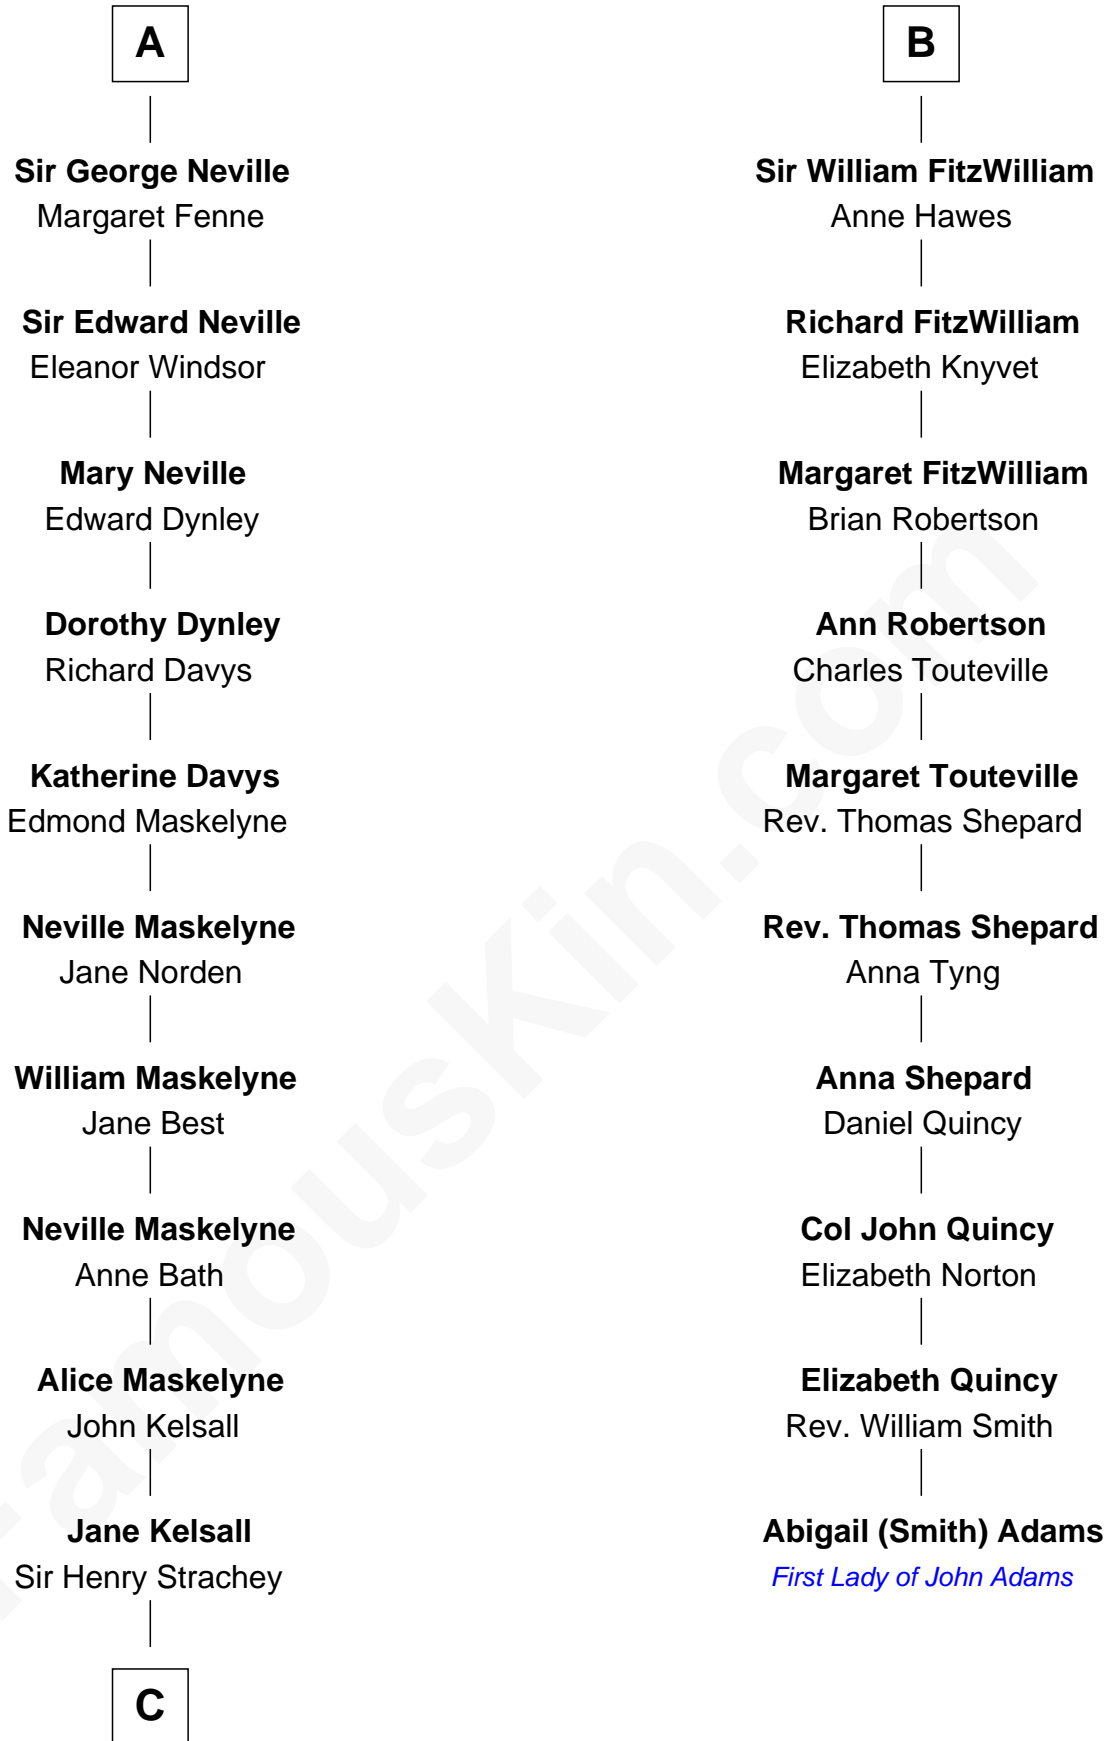 A
Sir George Neville
Margaret Fenne
Sir Edward Neville
Eleanor Windsor
Mary Neville
Edward Dynley
Dorothy Dynley
Richard Davys
Katherine Davys
Edmond Maskelyne
Neville Maskelyne
Jane Norden
William Maskelyne
Jane Best
Neville Maskelyne
Anne Bath
Alice Maskelyne
John Kelsall
Jane Kelsall
Sir Henry Strachey
C
B
Sir William FitzWilliam
Anne Hawes
Richard FitzWilliam
Elizabeth Knyvet
Margaret FitzWilliam
Brian Robertson
Ann Robertson
Charles Touteville
Margaret Touteville
Rev. Thomas Shepard
Rev. Thomas Shepard
Anna Tyng
Anna Shepard
Daniel Quincy
Col John Quincy
Elizabeth Norton
Elizabeth Quincy
Rev. William Smith
Abigail (Smith) Adams
First Lady of John Adams
FamousKin.com